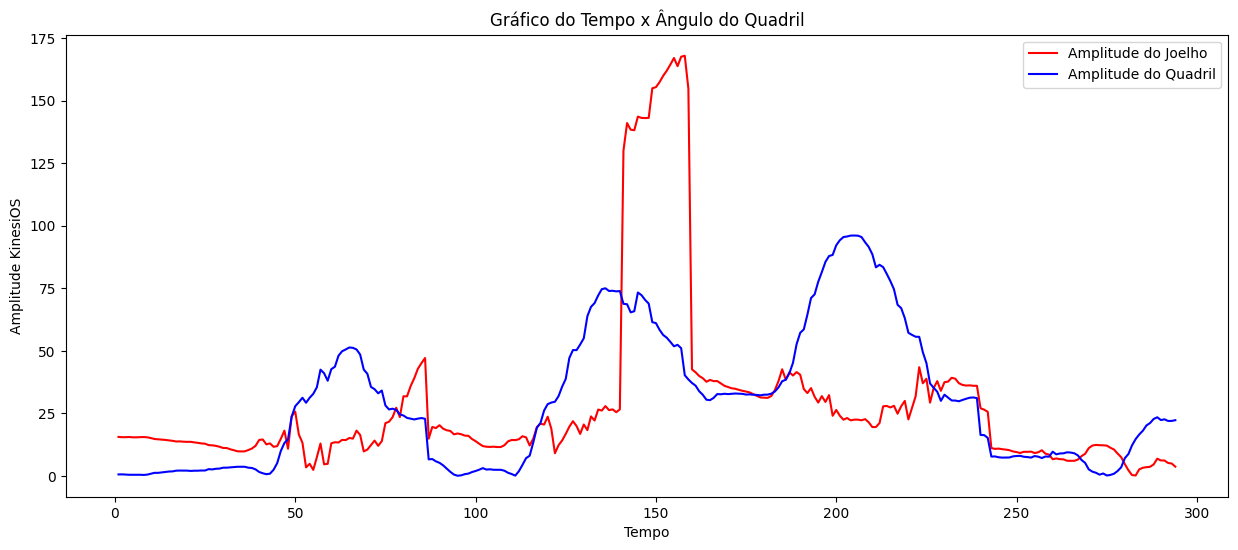 Gráfico do Tempo x Ângulo do Quadril
Amplitude do Joelho
Amplitude do Quadril
Amplitude KinesiOS
175
150
125
100
75
50
25
0
0 50 100 150 200 250 300
Tempo